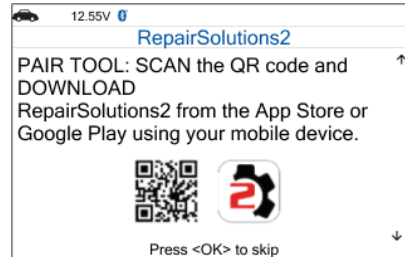 12.55V
RepairSolutions2
PAIR TOOL: SCAN the QR code and
DOWNLOAD
RepairSolutions2 from the App Store or
Google Play using your mobile device.
2
Press <OK> to skip